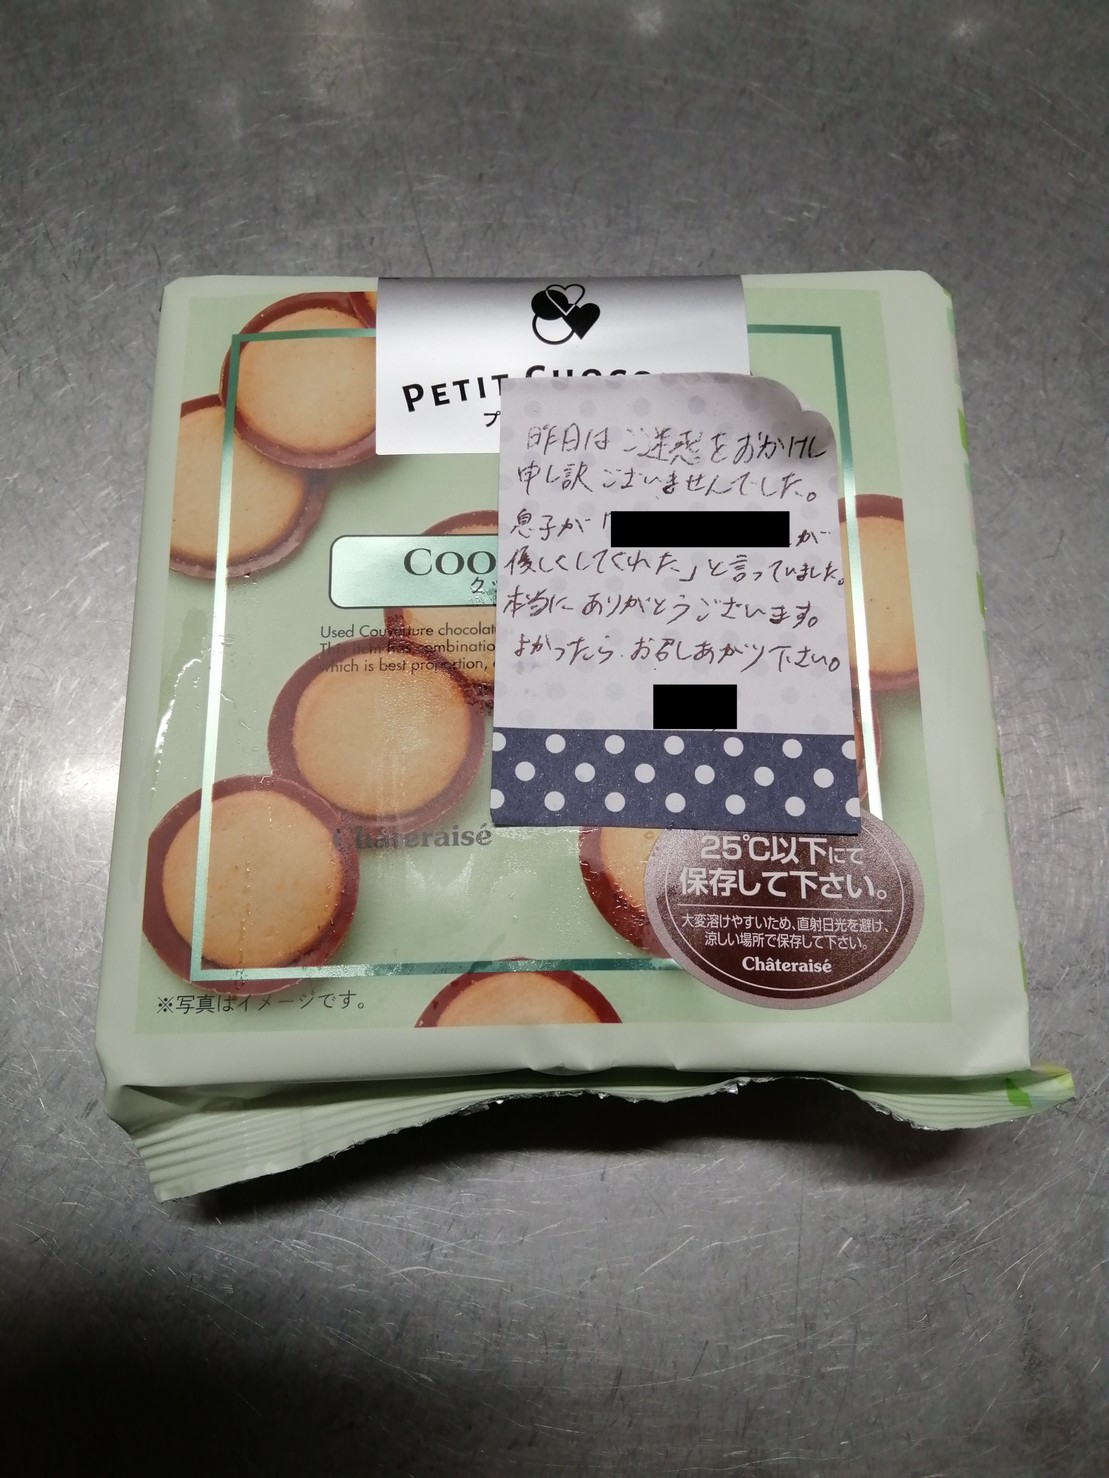 PETIT CHOCO
プ
COO
ク
昨日はご迷惑をおかけし
申し訳ございませんでした。
息子が「
が
優しくしてくれた」と言っていました。
本当にありがとうございます。
よかったら、お召しあがり下さい。
Used Couverture chocolat
This item has combinatio
which is best proportion,
Châteraisé
25℃以下にて
保存して下さい。
大変溶けやすいため、直射日光を避け、
涼しい場所で保存して下さい。
Châteraisé
※写真はイメージです。